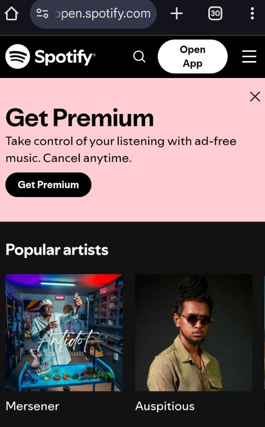 open.spotify.com
30
Spotify
Open
App
Get Premium
Take control of your listening with ad-free
music. Cancel anytime.
Get Premium
Popular artists
Antidot
Mersener
Auspitious